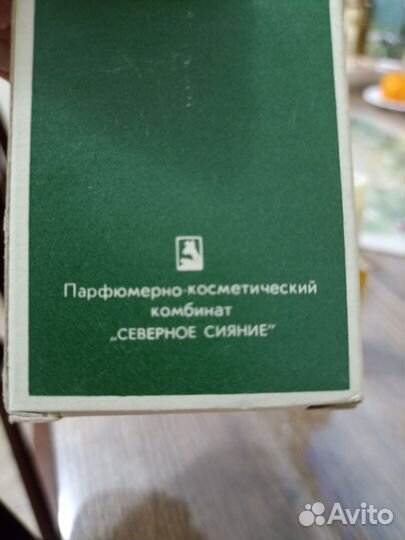 Парфюмерно-косметический
комбинат
„СЕВЕРНОЕ СИЯНИЕ"
Avito